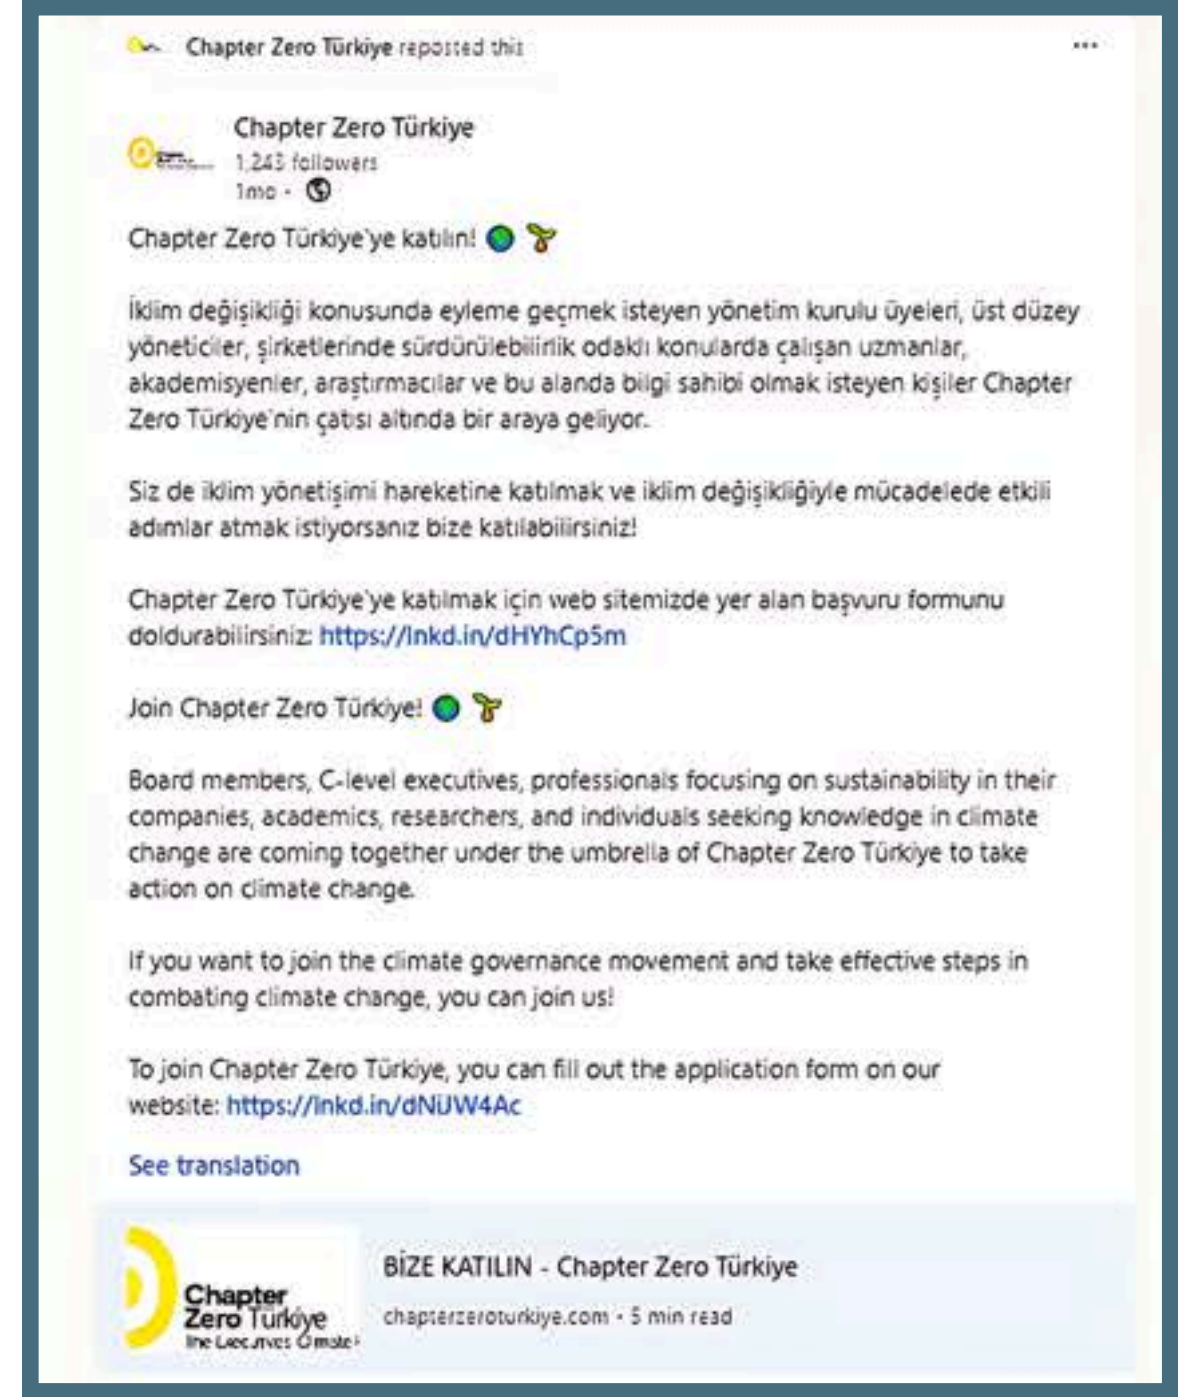 Chapter Zero Türkiye reposted this
Chapter Zero Türkiye
1,243 followers
1mo •
Chapter Zero Türkiye'ye katılın!
İklim değişikliği konusunda eyleme geçmek isteyen yönetim kurulu üyeleri, üst düzey
yöneticiler, şirketlerinde sürdürülebilirlik odaklı konularda çalışan uzmanlar,
akademisyenler, araştırmacılar ve bu alanda bilgi sahibi olmak isteyen kişiler Chapter
Zero Türkiye'nin çatısı altında bir araya geliyor.
Siz de iklim yönetişimi hareketine katılmak ve iklim değişikliğiyle mücadelede etkili
adımlar atmak istiyorsanız bize katılabilirsiniz!
Chapter Zero Türkiye'ye katılmak için web sitemizde yer alan başvuru formunu
doldurabilirsiniz: https://lnkd.in/dHYhCp5m
Join Chapter Zero Türkiye!
Board members, C-level executives, professionals focusing on sustainability in their
companies, academics, researchers, and individuals seeking knowledge in climate
change are coming together under the umbrella of Chapter Zero Türkiye to take
action on climate change.
If you want to join the climate governance movement and take effective steps in
combating climate change, you can join us!
To join Chapter Zero Türkiye, you can fill out the application form on our
website:
See translation
BİZE KATILIN - Chapter Zero Türkiye
chapterzeroturkiye.com • 5 min read
Chapter
Zero Türkiye